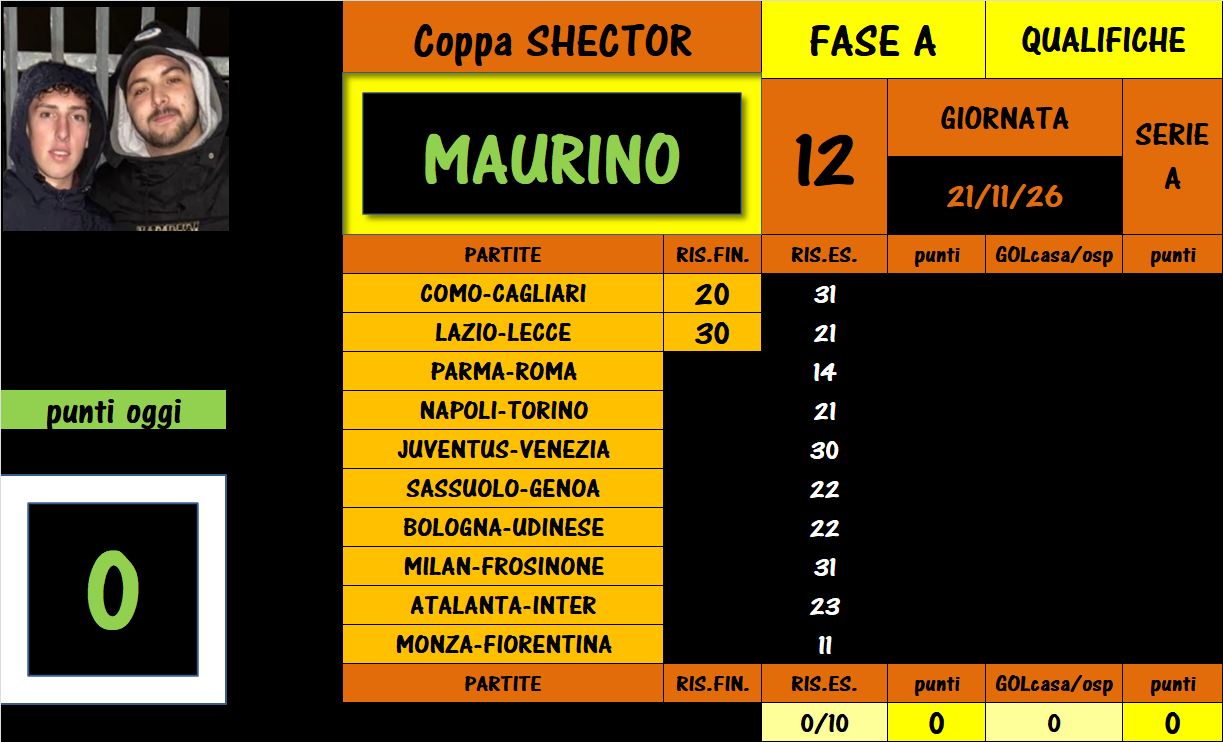 Coppa SHECTOR FASE A QUALIFICHE
MAURINO 12 GIORNATA SERIE A
21/11/26
PARTITE RIS.FIN. RIS.ES. punti GOLcasa/osp punti
COMO-CAGLIARI 20 31
LAZIO-LECCE 30 21
PARMA-ROMA 14
punti oggi NAPOLI-TORINO 21
JUVENTUS-VENEZIA 30
SASSUOLO-GENOA 22
BOLOGNA-UDINESE 22
MILAN-FROSINONE 31
0 ATALANTA-INTER 23
MONZA-FIORENTINA 11
PARTITE RIS.FIN. RIS.ES. punti GOLcasa/osp punti
0/10 0 0 0